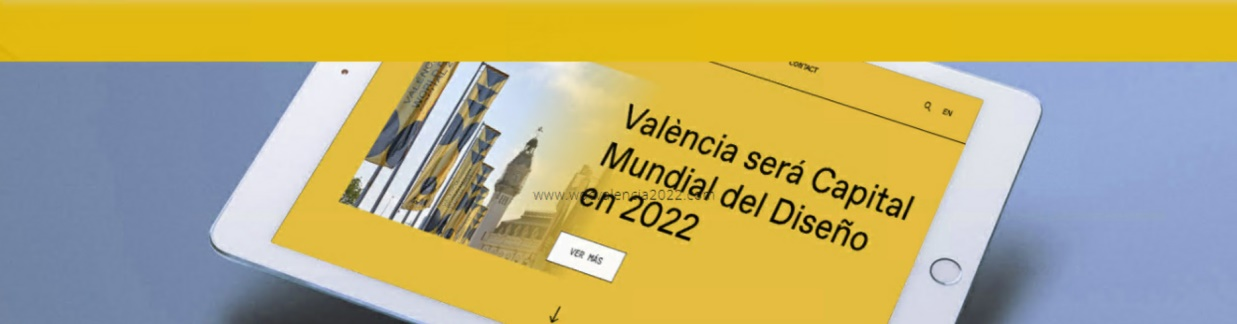 CONTACT
EN
València será Capital
Mundial del Diseño
en 2022
VER MÁS